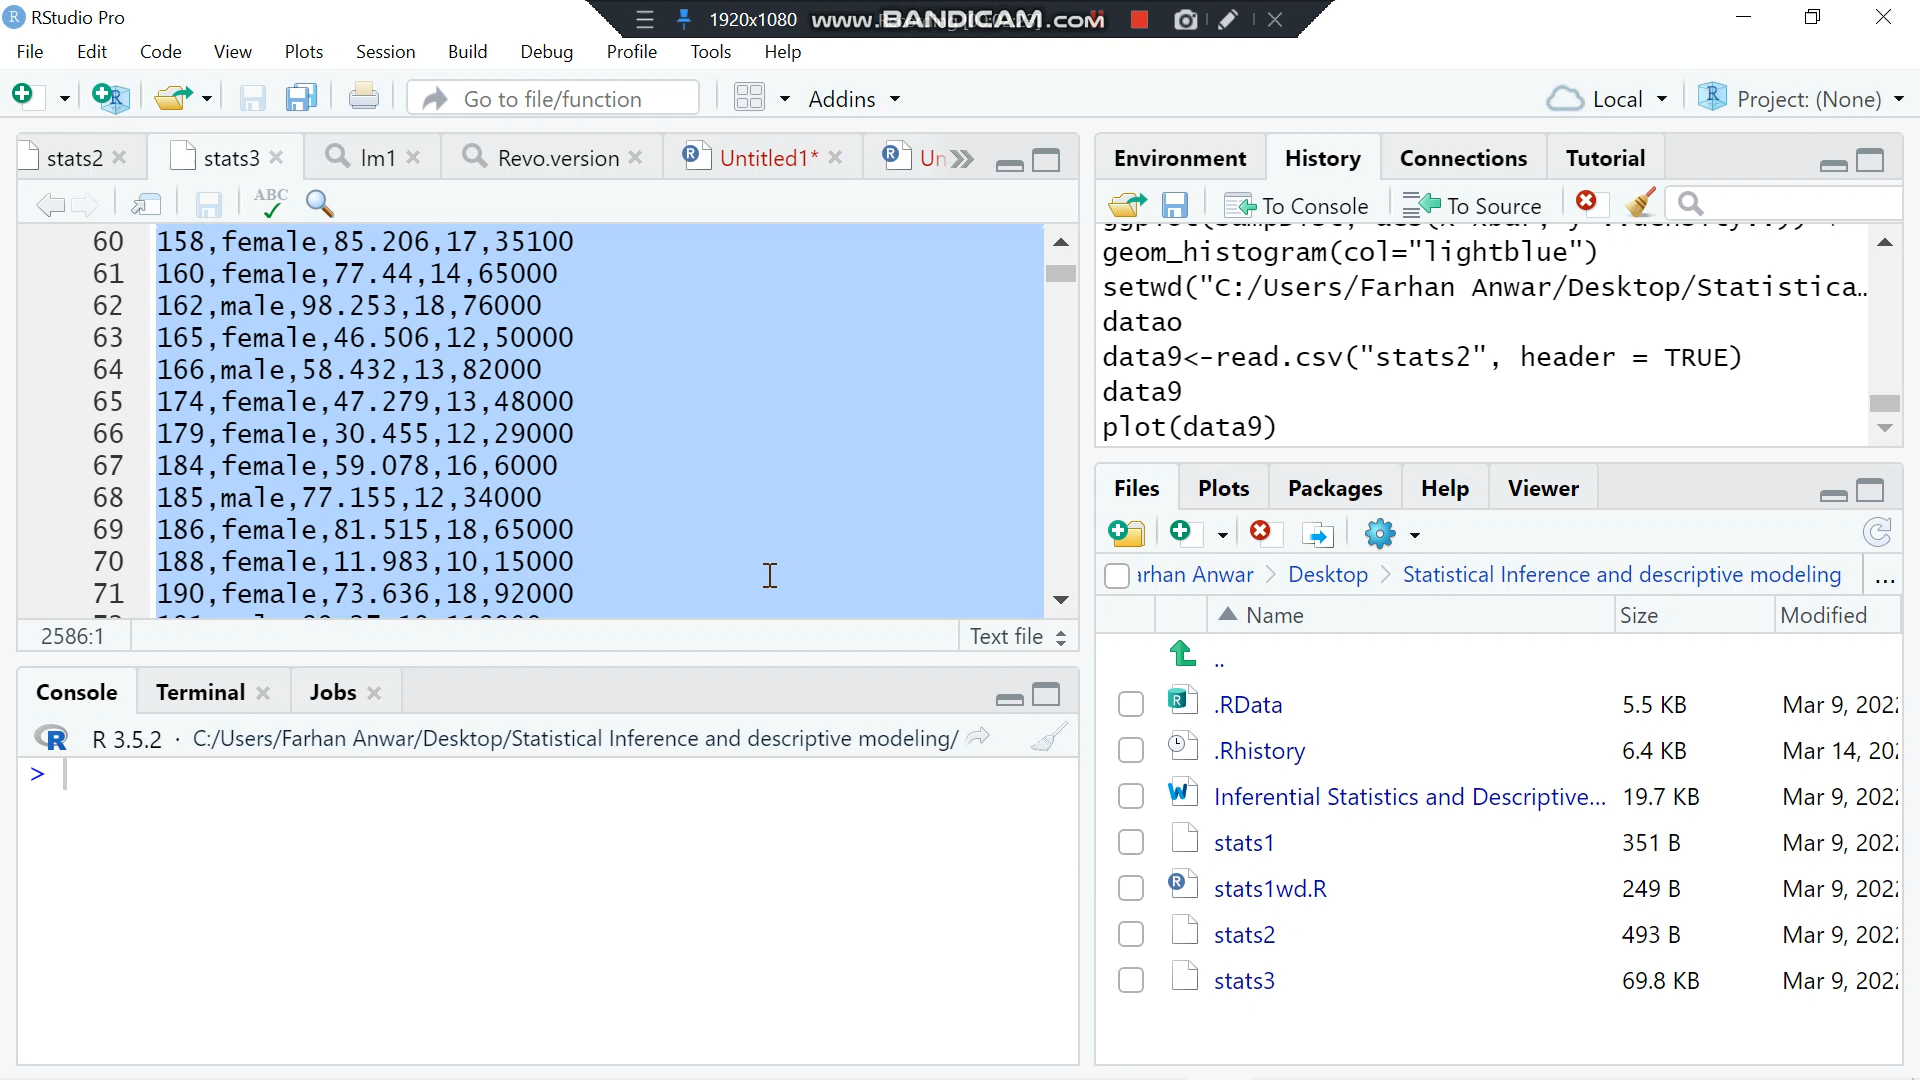 RStudio Pro
1920x1080 www.BANDICAM.com
File Edit Code View Plots Session Build Debug Profile Tools Help
Go to file/function Addins Local Project: (None)
stats2 stats3 lm1 Revo.version Untitled1* Un
ABC
60 158,female,85.206,17,35100
61 160,female,77.44,14,65000
62 162,male,98.253,18,76000
63 165,female,46.506,12,50000
64 166,male,58.432,13,82000
65 174,female,47.279,13,48000
66 179,female,30.455,12,29000
67 184,female,59.078,16,6000
68 185,male,77.155,12,34000
69 186,female,81.515,18,65000
70 188,female,11.983,10,15000
71 190,female,73.636,18,92000
2586:1 Text file
Console Terminal Jobs
R 3.5.2 · C:/Users/Farhan Anwar/Desktop/Statistical Inference and descriptive modeling/
>
Environment History Connections Tutorial
To Console To Source
geom_histogram(col="lightblue")
setwd("C:/Users/Farhan Anwar/Desktop/Statistica…
datao
data9<-read.csv("stats2", header = TRUE)
data9
plot(data9)
Files Plots Packages Help Viewer
arhan Anwar Desktop Statistical Inference and descriptive modeling ...
Name Size Modified
..
.RData 5.5 KB Mar 9, 202
.Rhistory 6.4 KB Mar 14, 20
Inferential Statistics and Descriptive... 19.7 KB Mar 9, 202
stats1 351 B Mar 9, 202
stats1wd.R 249 B Mar 9, 202
stats2 493 B Mar 9, 202
stats3 69.8 KB Mar 9, 202